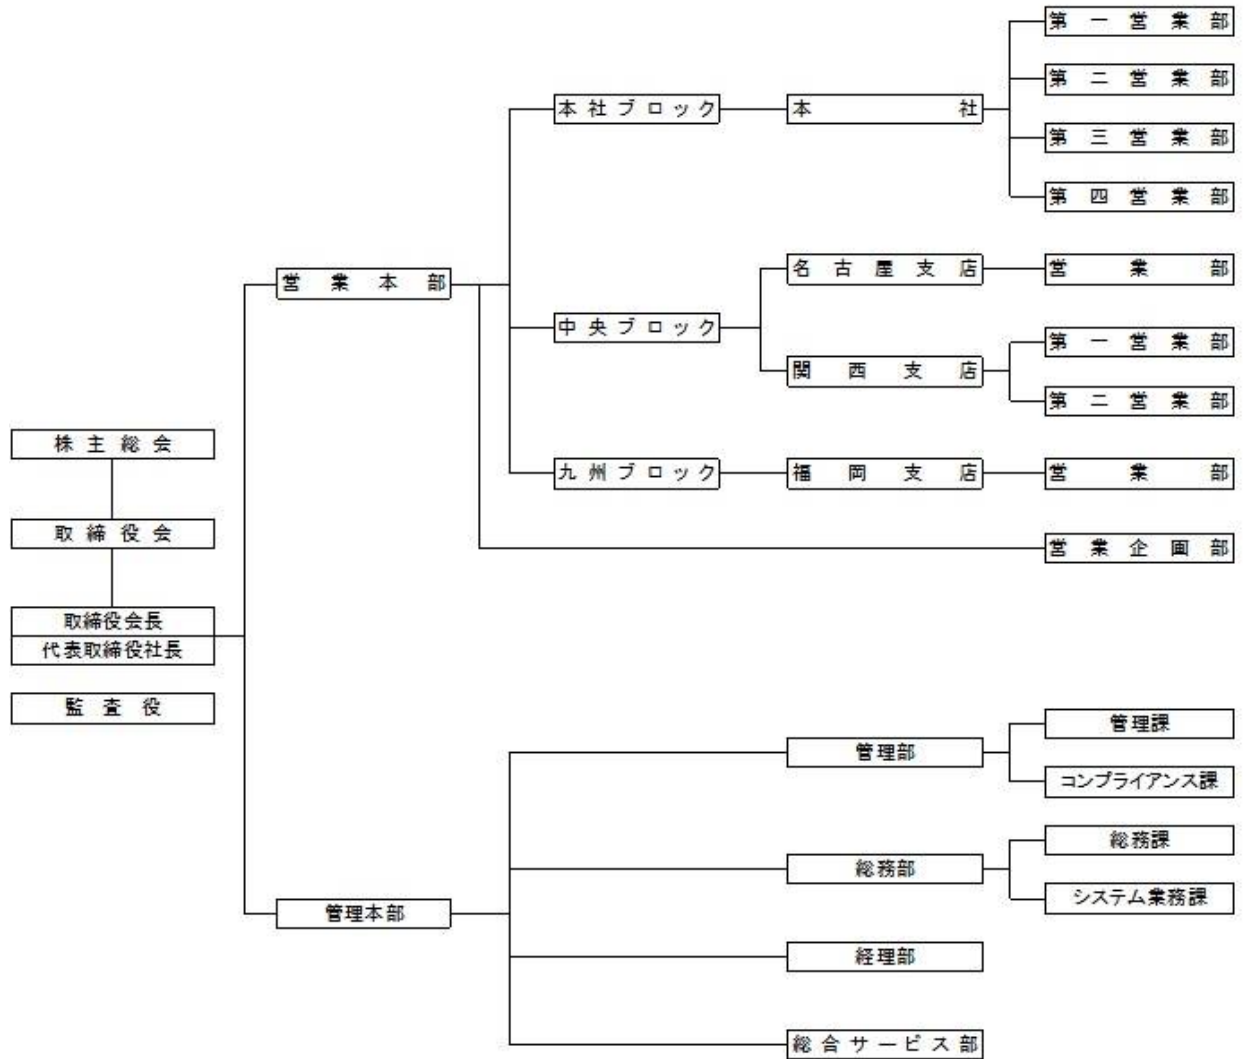 株主総会
取締役会
取締役会長
代表取締役社長
監査役
営業本部
本社ブロック
本社
第一営業部
第二営業部
第三営業部
第四営業部
中央ブロック
名古屋支店
営業部
関西支店
第一営業部
第二営業部
九州ブロック
福岡支店
営業部
営業企画部
管理本部
管理部
管理課
コンプライアンス課
総務部
総務課
システム業務課
経理部
総合サービス部